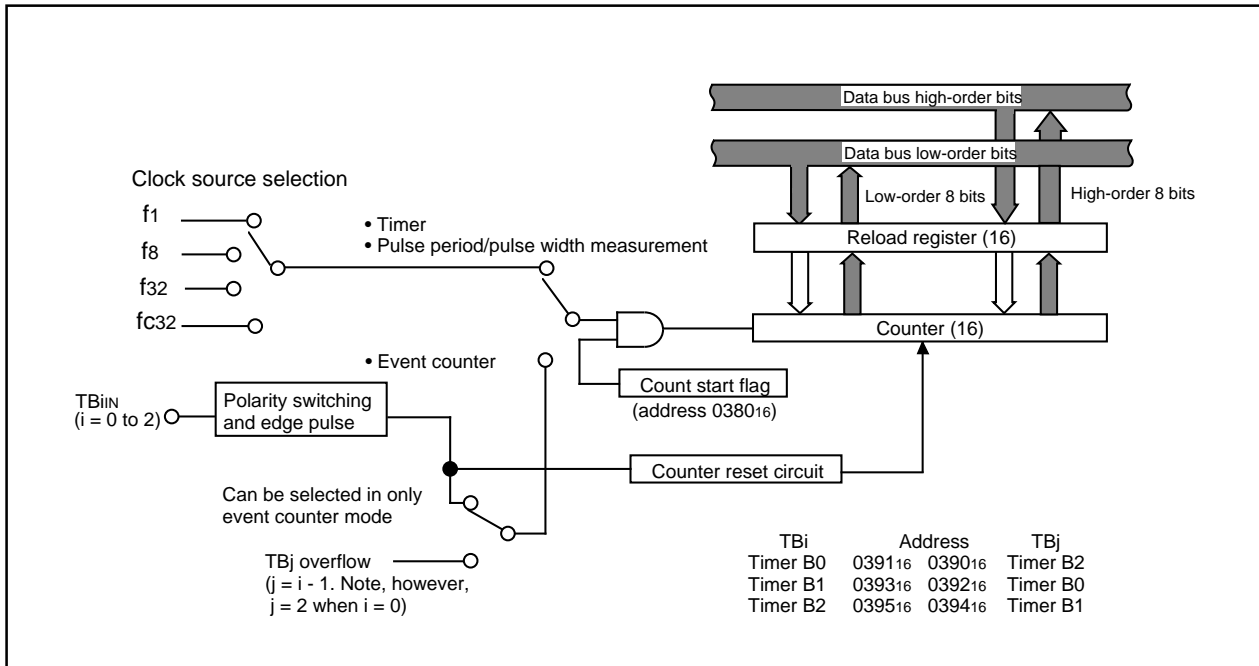 Data bus high-order bits
Data bus low-order bits
Clock source selection
Low-order 8 bits
High-order 8 bits
f1
• Timer
• Pulse period/pulse width measurement
Reload register (16)
f8
f32
fC32
Counter (16)
• Event counter
Count start flag
(address 038016)
TBiIN
(i = 0 to 2)
Polarity switching
and edge pulse
Counter reset circuit
Can be selected in only
event counter mode
TBj overflow
(j = i - 1. Note, however,
j = 2 when i = 0)
TBi Address TBj
Timer B0 039116 039016 Timer B2
Timer B1 039316 039216 Timer B0
Timer B2 039516 039416 Timer B1